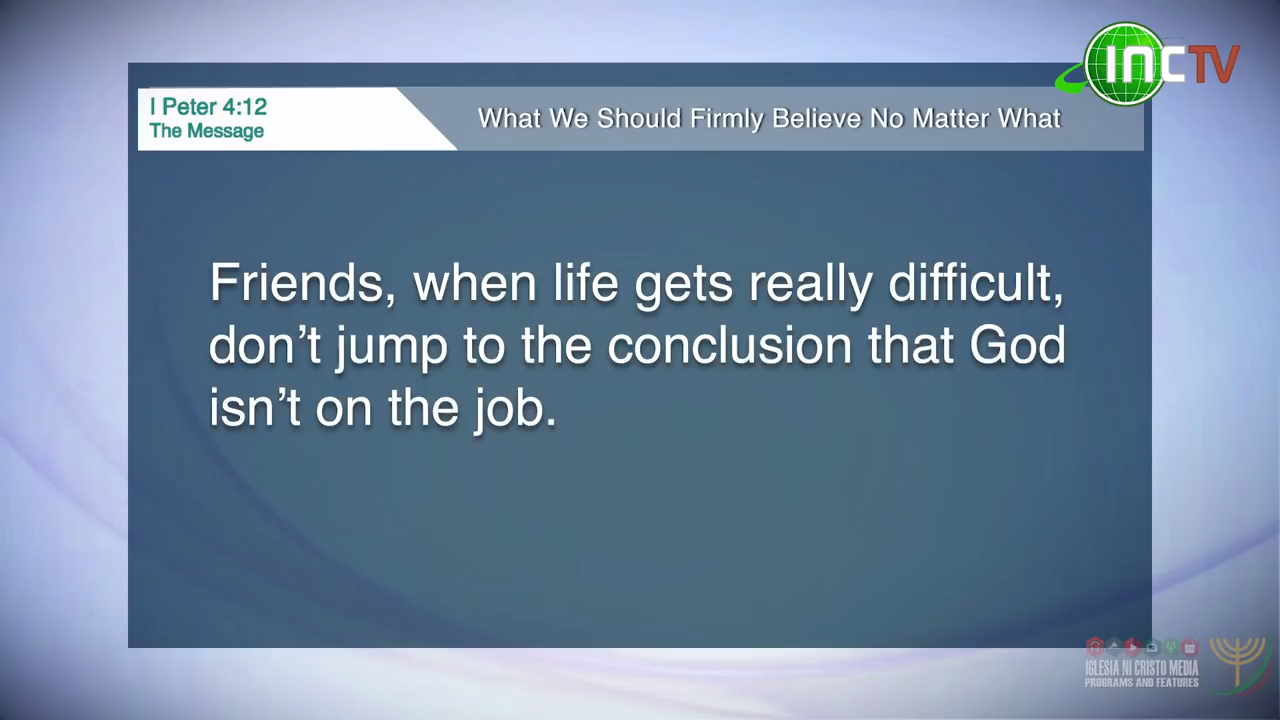 INCTV
I Peter 4:12
The Message
What We Should Firmly Believe No Matter What
Friends, when life gets really difficult,
don’t jump to the conclusion that God
isn’t on the job.
IGLESIA NI CRISTO MEDIA
PROGRAMS AND FEATURES